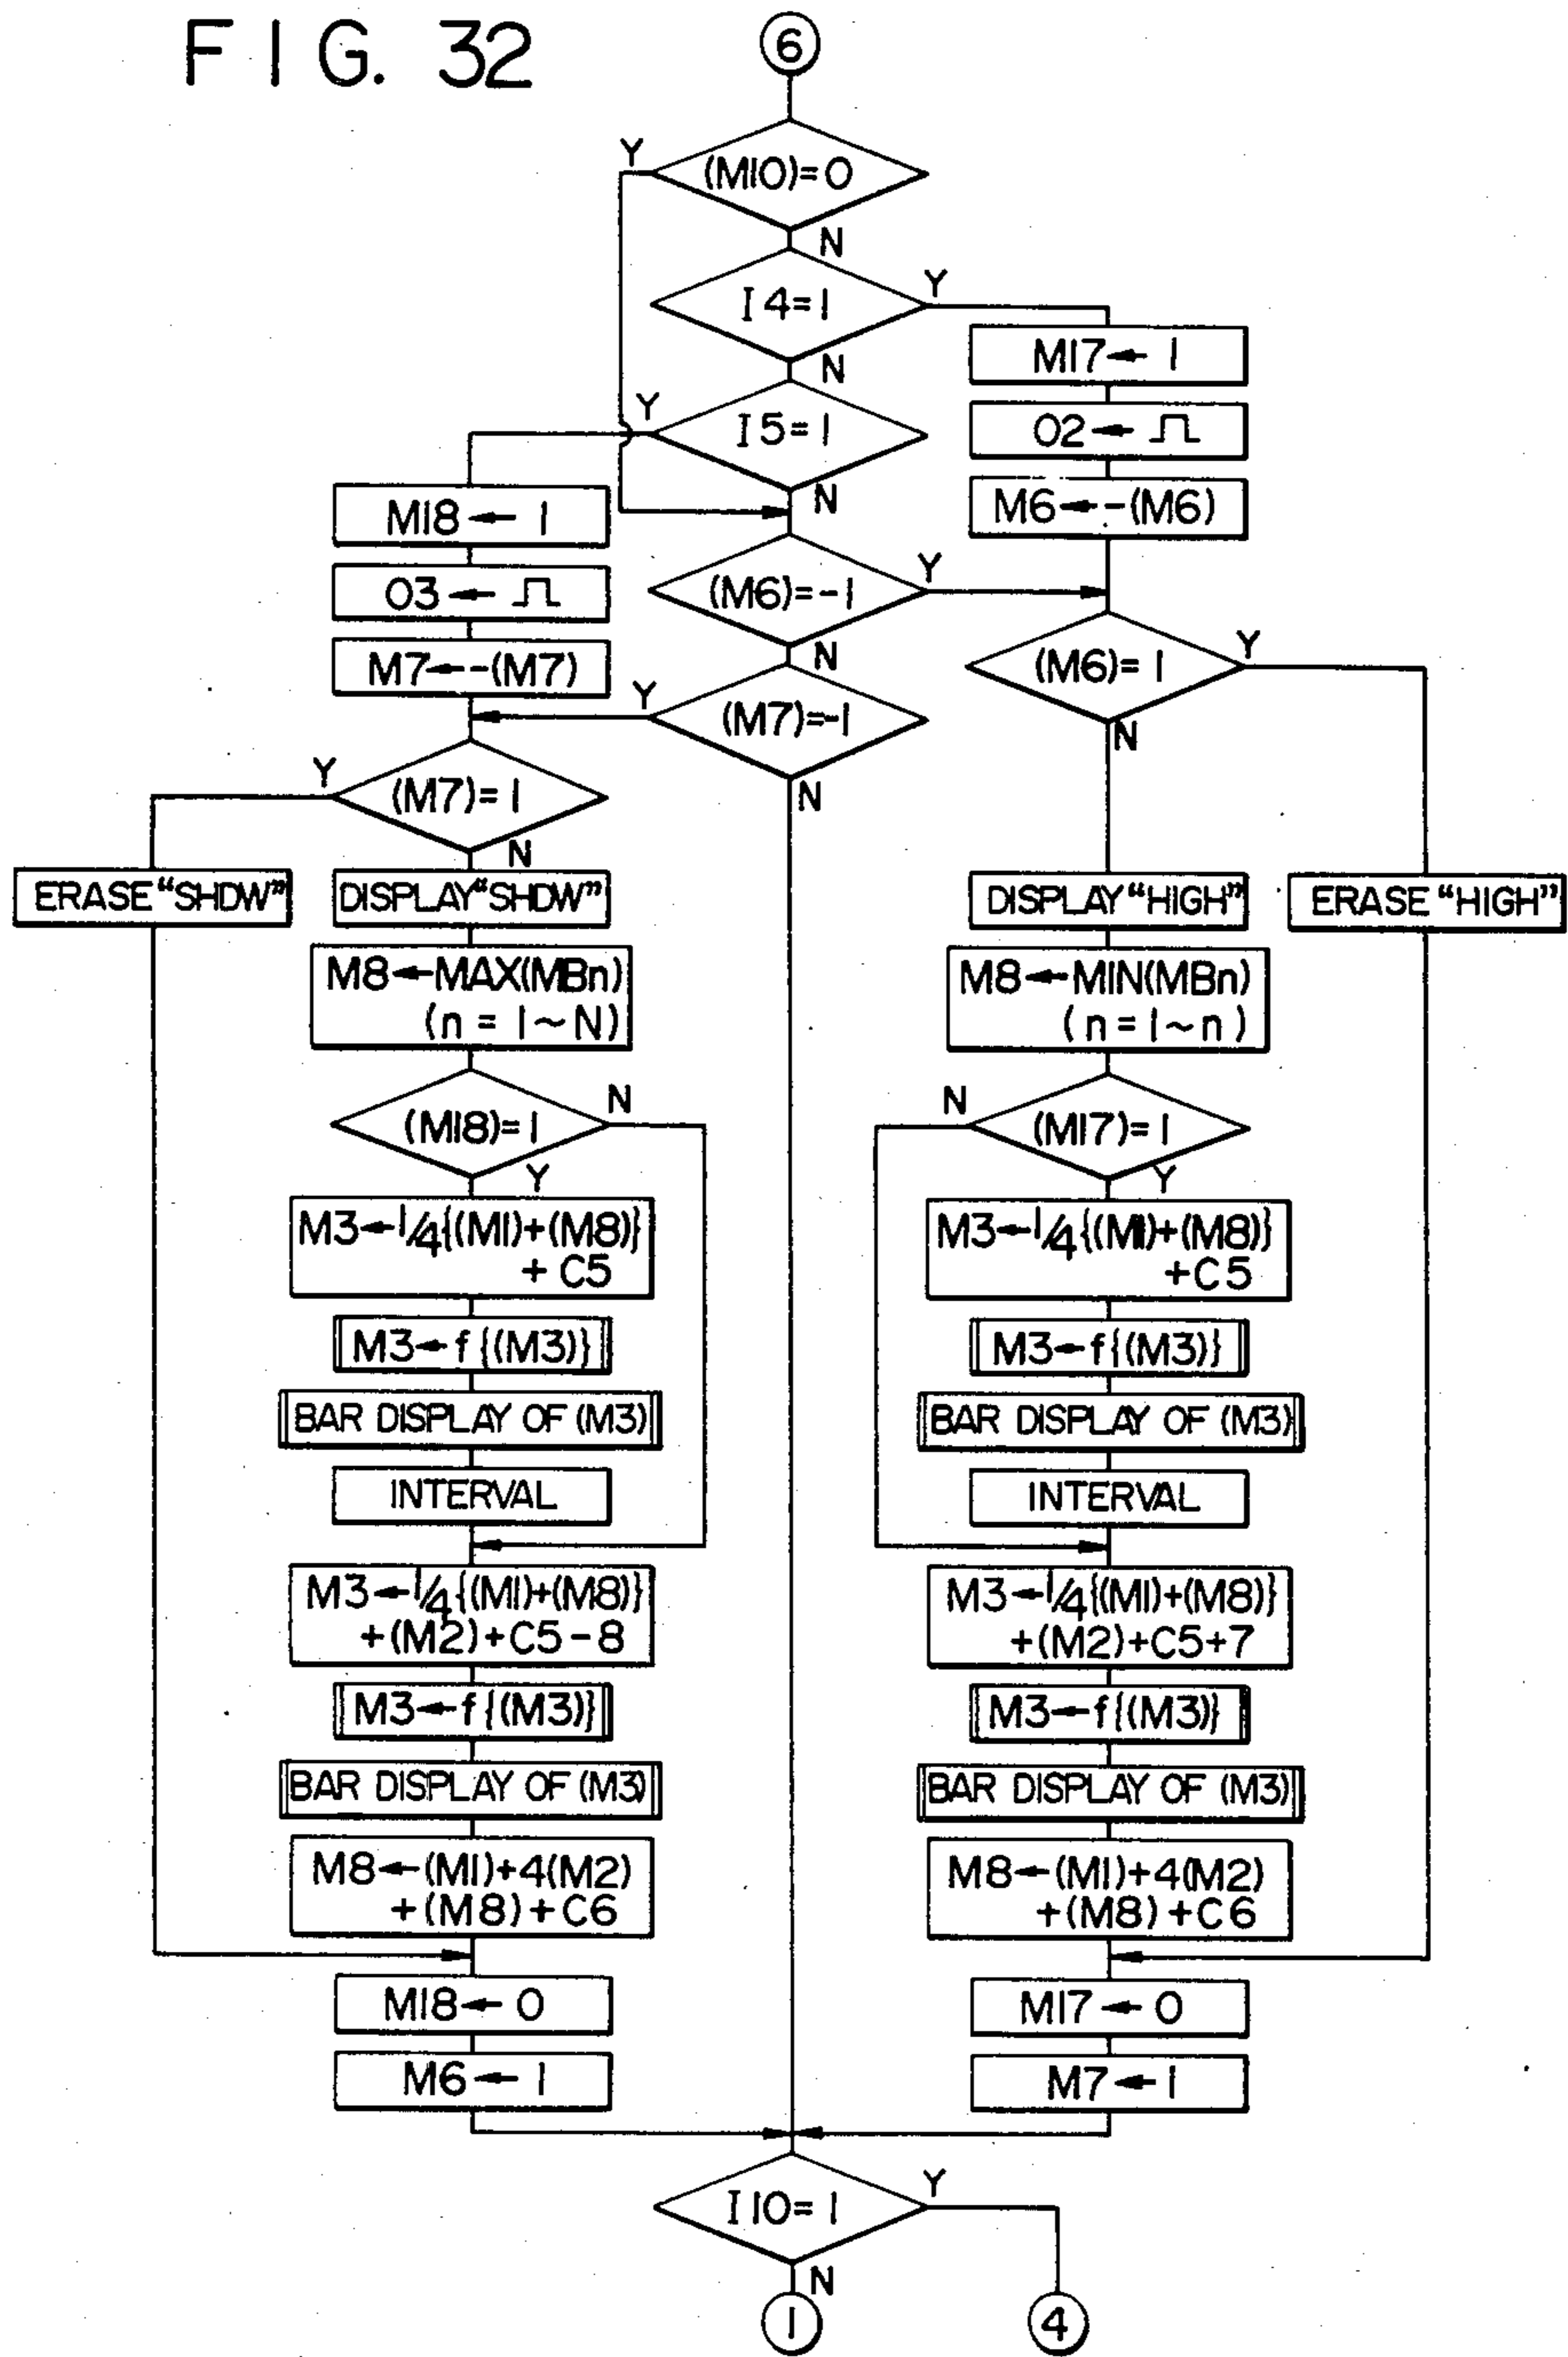 FIG. 32
6
(M10)=0
Y
N
I4=1
Y
N
I5=1
Y
N
M17←1
O2←⎍
M6←-(M6)
M18←1
O3←⎍
M7←-(M7)
(M6)=-1
Y
N
(M7)=-1
Y
N
(M6)=1
Y
N
(M7)=1
Y
N
ERASE "SHDW"
DISPLAY "SHDW"
DISPLAY "HIGH"
ERASE "HIGH"
M8←MAX(MBn)
(n = 1~N)
M8←MIN(MBn)
(n=1~n)
(M18)=1
N
Y
(M17)=1
N
Y
M3←1/4{(M1)+(M8)}
+ C5
M3←1/4{(M1)+(M8)}
+C5
M3←f{(M3)}
M3←f{(M3)}
BAR DISPLAY OF (M3)
BAR DISPLAY OF (M3)
INTERVAL
INTERVAL
M3←1/4{(M1)+(M8)}
+(M2)+C5-8
M3←1/4{(M1)+(M8)}
+(M2)+C5+7
M3←f{(M3)}
M3←f{(M3)}
BAR DISPLAY OF (M3)
BAR DISPLAY OF (M3)
M8←(M1)+4(M2)
+(M8)+C6
M8←(M1)+4(M2)
+(M8)+C6
M18←0
M17←0
M6←1
M7←1
I10=1
Y
N
1
4